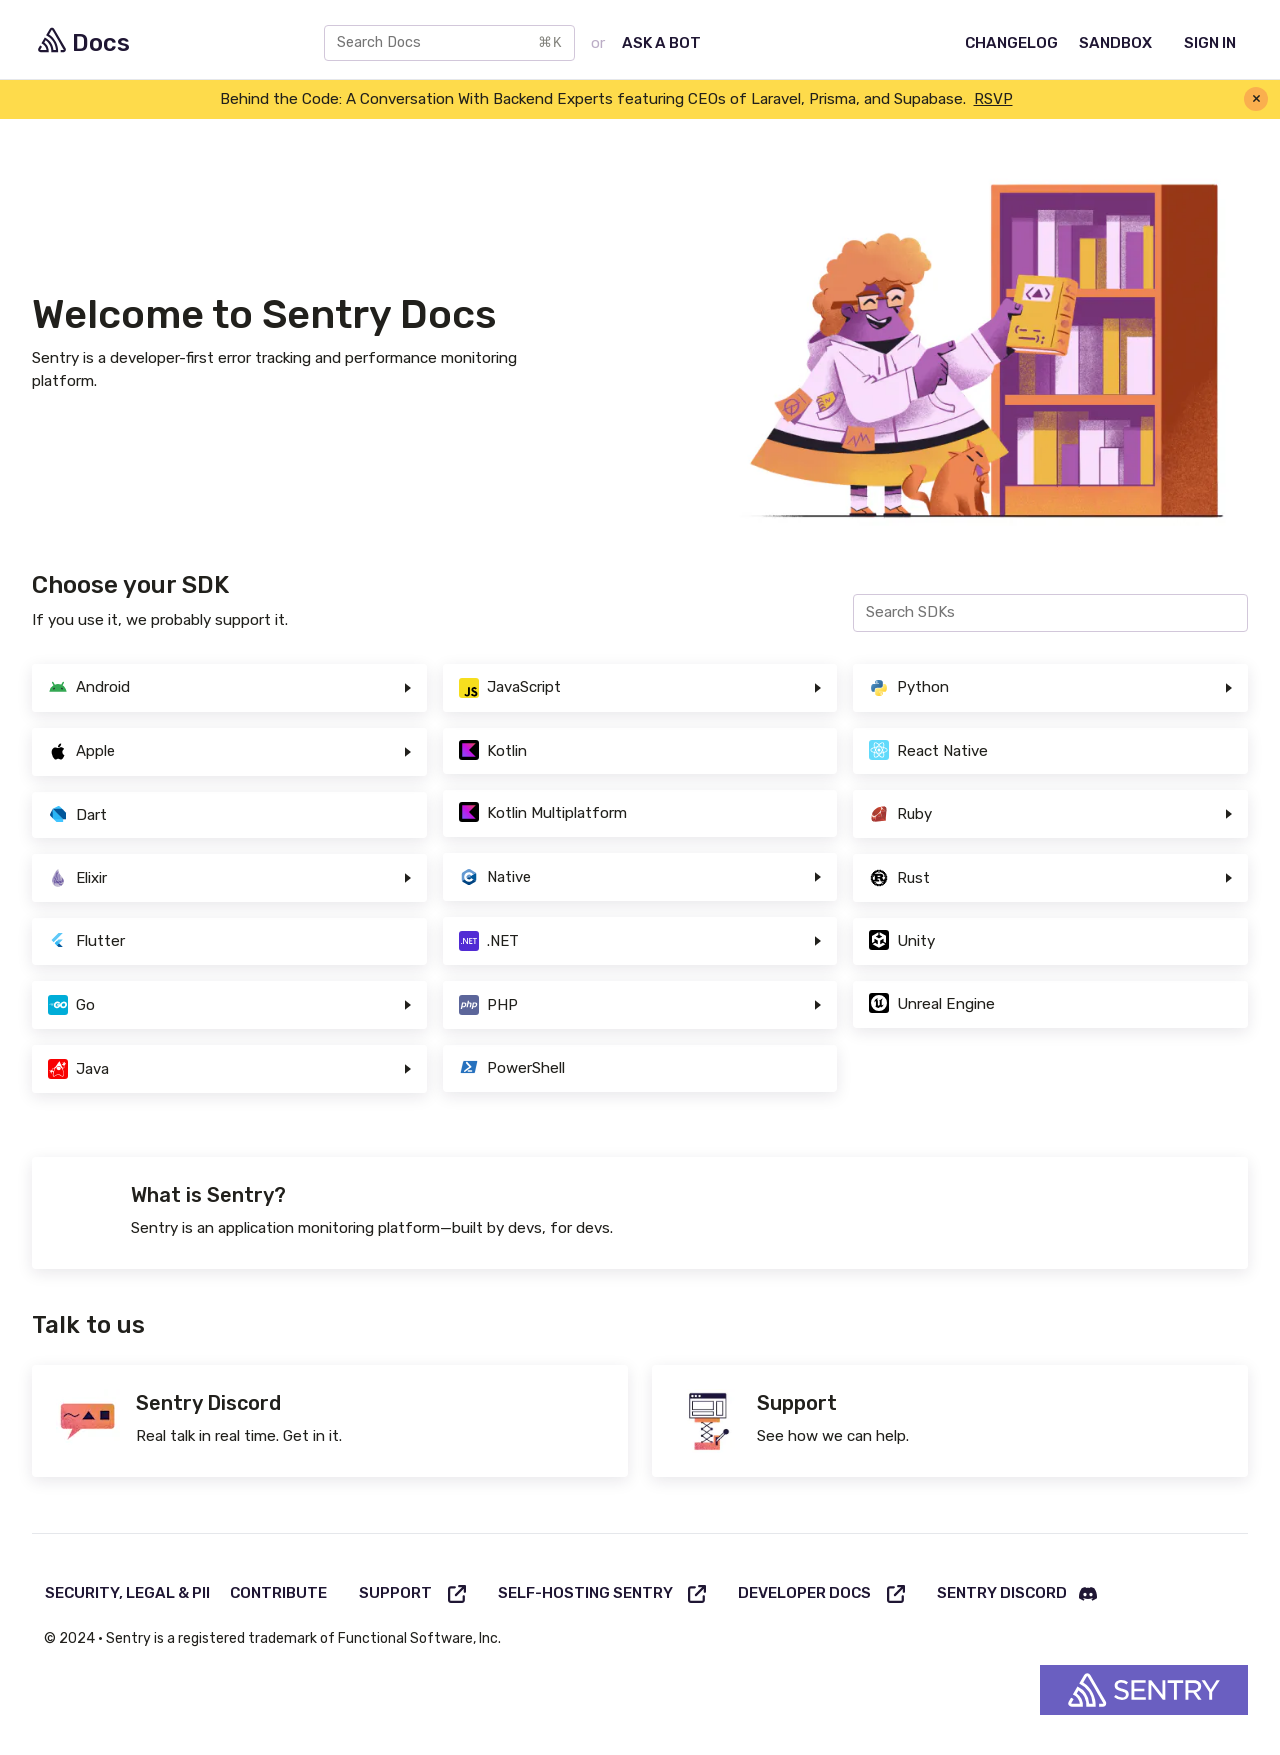 Docs
Search Docs ⌘K or ASK A BOT
CHANGELOG SANDBOX SIGN IN
Behind the Code: A Conversation With Backend Experts featuring CEOs of Laravel, Prisma, and Supabase. RSVP
×
Welcome to Sentry Docs
Sentry is a developer-first error tracking and performance monitoring
platform.
Choose your SDK
If you use it, we probably support it.
Search SDKs
Android
Apple
Dart
Elixir
Flutter
GO Go
Java
JS JavaScript
Kotlin
Kotlin Multiplatform
C Native
.NET .NET
php PHP
PowerShell
Python
React Native
Ruby
R Rust
Unity
U Unreal Engine
What is Sentry?
Sentry is an application monitoring platform—built by devs, for devs.
Talk to us
Sentry Discord
Real talk in real time. Get in it.
Support
See how we can help.
SECURITY, LEGAL & PII CONTRIBUTE SUPPORT SELF-HOSTING SENTRY DEVELOPER DOCS SENTRY DISCORD
© 2024 • Sentry is a registered trademark of Functional Software, Inc.
SENTRY